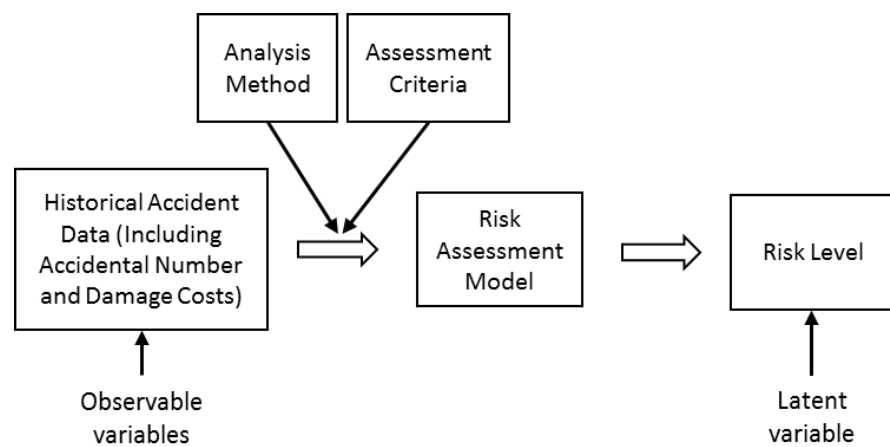 Analysis
Method
Assessment
Criteria
Historical Accident
Data (Including
Accidental Number
and Damage Costs)
Risk
Assessment
Model
Risk Level
Observable
variables
Latent
variable